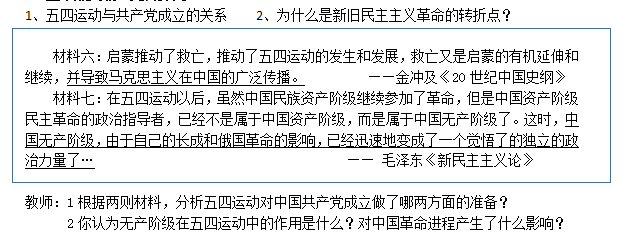 1、五四运动与共产党成立的关系 2、为什么是新旧民主主义革命的转折点？
材料六：启蒙推动了救亡，推动了五四运动的发生和发展，救亡又是启蒙的有机延伸和
继续，并导致马克思主义在中国的广泛传播。 ——金冲及《20世纪中国史纲》
材料七：在五四运动以后，虽然中国民族资产阶级继续参加了革命，但是中国资产阶级
民主革命的政治指导者，已经不是属于中国资产阶级，而是属于中国无产阶级了。这时，中
国无产阶级，由于自己的长成和俄国革命的影响，已经迅速地变成了一个觉悟了的独立的政
治力量了… —— 毛泽东《新民主主义论》
教师：1根据两则材料，分析五四运动对中国共产党成立做了哪两方面的准备？
2你认为无产阶级在五四运动中的作用是什么？对中国革命进程产生了什么影响？